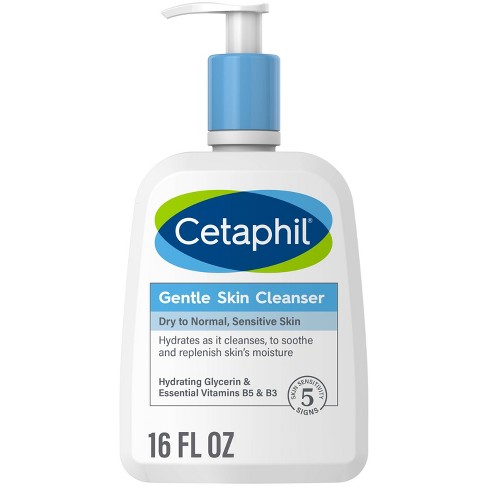 Cetaphil®
Gentle Skin Cleanser
Dry to Normal, Sensitive Skin
Hydrates as it cleanses, to soothe
and replenish skin's moisture
Hydrating Glycerin &
Essential Vitamins B5 & B3
SKIN SENSITIVITY
5
SIGNS
16 FL OZ